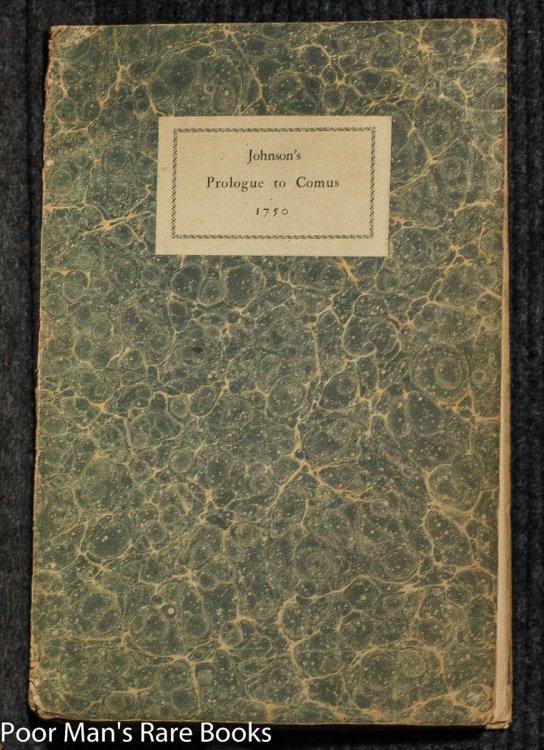 Johnson's
Prologue to Comus
1750
Poor Man's Rare Books